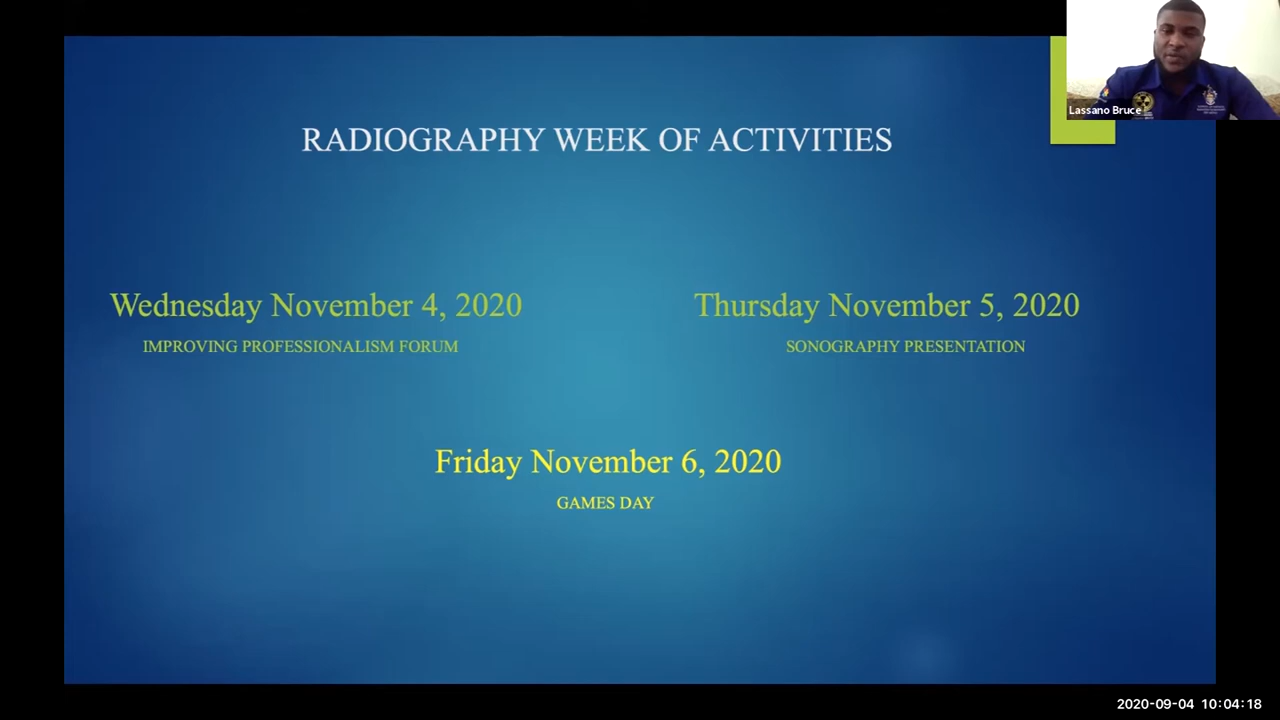 RADIOGRAPHY WEEK OF ACTIVITIES
Wednesday November 4, 2020
IMPROVING PROFESSIONALISM FORUM
Thursday November 5, 2020
SONOGRAPHY PRESENTATION
Friday November 6, 2020
GAMES DAY
Lassano Bruce
2020-09-04 10:04:18